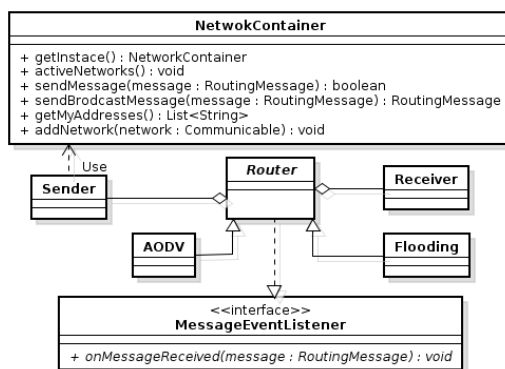 NetwokContainer
+ getInstace() : NetworkContainer
+ activeNetworks() : void
+ sendMessage(message : RoutingMessage) : boolean
+ sendBrodcastMessage(message : RoutingMessage) : RoutingMessage
+ getMyAddresses() : List<String>
+ addNetwork(network : Communicable) : void
Use
Sender
Router
Receiver
AODV
Flooding
<<interface>>
MessageEventListener
+ onMessageReceived(message : RoutingMessage) : void